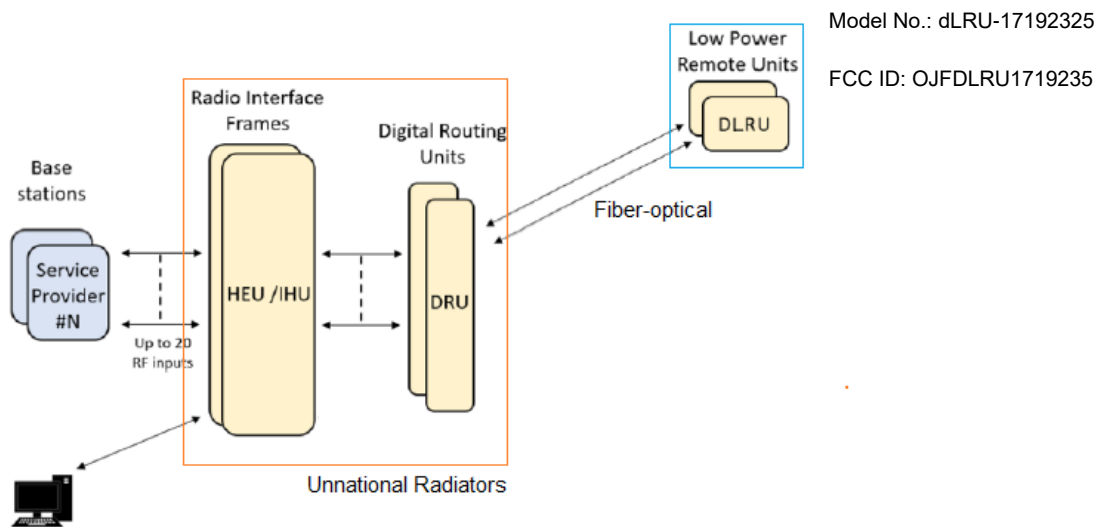 Model No.: dLRU-17192325
FCC ID: OJFDLRU1719235
Low Power
Remote Units
DLRU
Radio Interface
Frames
Digital Routing
Units
Base
stations
Fiber-optical
Service
Provider
#N
HEU /IHU
DRU
Up to 20
RF inputs
Unnational Radiators